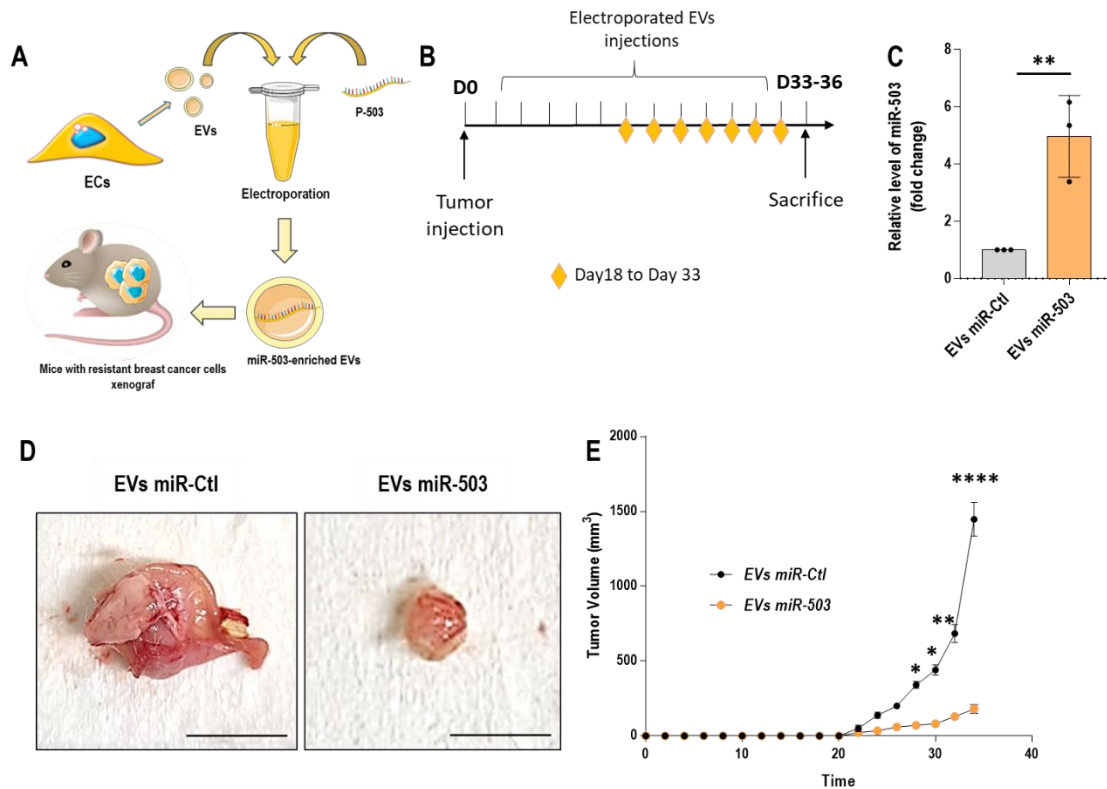 A
EVs
P-503
ECs
Electroporation
miR-503-enriched EVs
Mice with resistant breast cancer cells
xenograf
B
Electroporated EVs
injections
D0
D33-36
Tumor
injection
Sacrifice
Day18 to Day 33
C
**
Relative level of miR-503
(fold change)
8
6
4
2
0
EVs miR-Ctl
EVs miR-503
D
EVs miR-Ctl
EVs miR-503
E
Tumor Volume (mm³)
2000
1500
1000
500
0
****
**
*
*
EVs miR-Ctl
EVs miR-503
0
10
20
30
40
Time